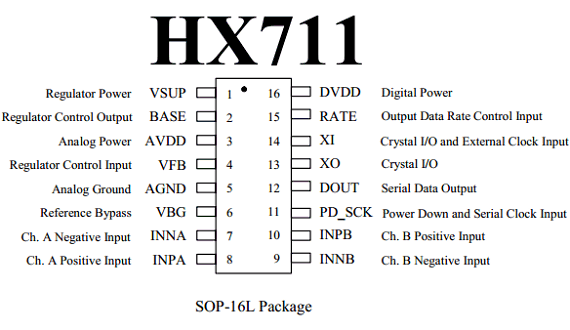 HX711
Regulator Power VSUP 1 16 DVDD Digital Power
Regulator Control Output BASE 2 15 RATE Output Data Rate Control Input
Analog Power AVDD 3 14 XI Crystal I/O and External Clock Input
Regulator Control Input VFB 4 13 XO Crystal I/O
Analog Ground AGND 5 12 DOUT Serial Data Output
Reference Bypass VBG 6 11 PD_SCK Power Down and Serial Clock Input
Ch. A Negative Input INNA 7 10 INPB Ch. B Positive Input
Ch. A Positive Input INPA 8 9 INNB Ch. B Negative Input
SOP-16L Package